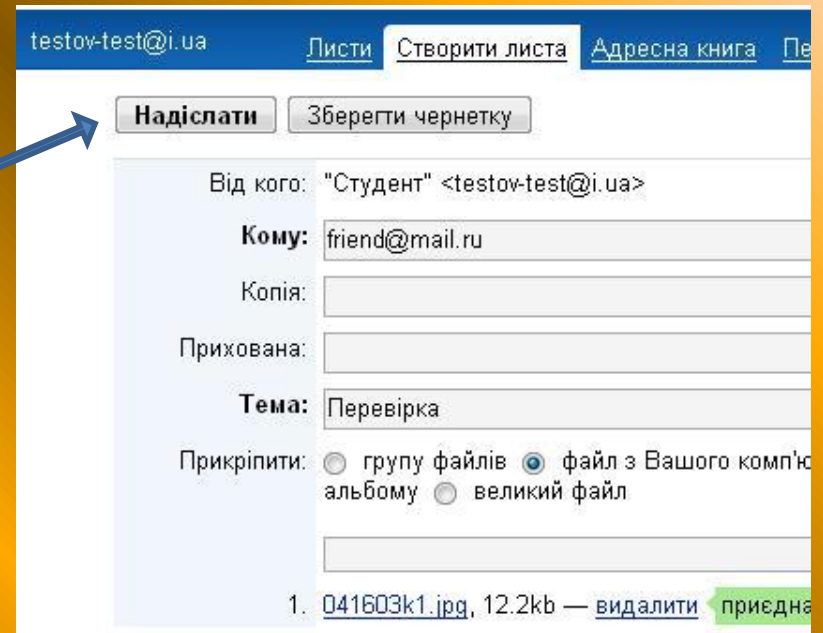 testov-test@i.ua Листи Створити листа Адресна книга Пе
Надіслати Зберегти чернетку
Від кого: "Студент" <testov-test@i.ua>
Кому: friend@mail.ru
Копія:
Прихована:
Тема: Перевірка
Прикріпити: групу файлів файл з Вашого комп'ю
альбому великий файл
1. 041603k1.jpg, 12.2kb — видалити приєдна